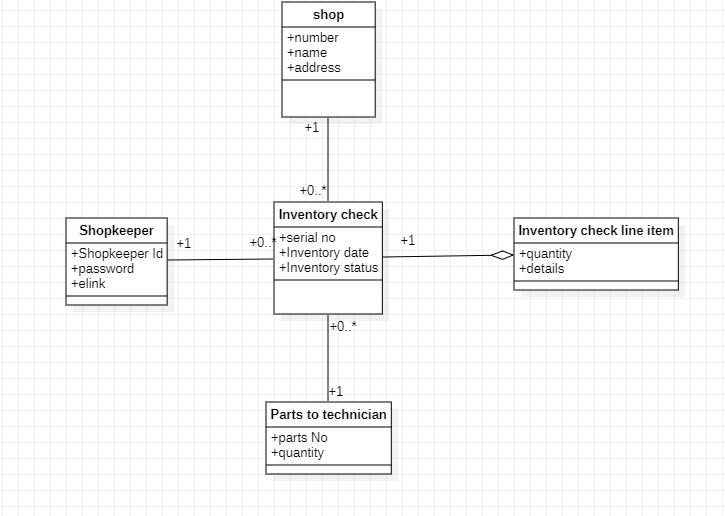 shop
+number
+name
+address
+1
+0..*
Shopkeeper
+Shopkeeper Id
+password
+elink
+1
+0..*
Inventory check
+serial no
+Inventory date
+Inventory status
+1
Inventory check line item
+quantity
+details
+0..*
+1
Parts to technician
+parts No
+quantity